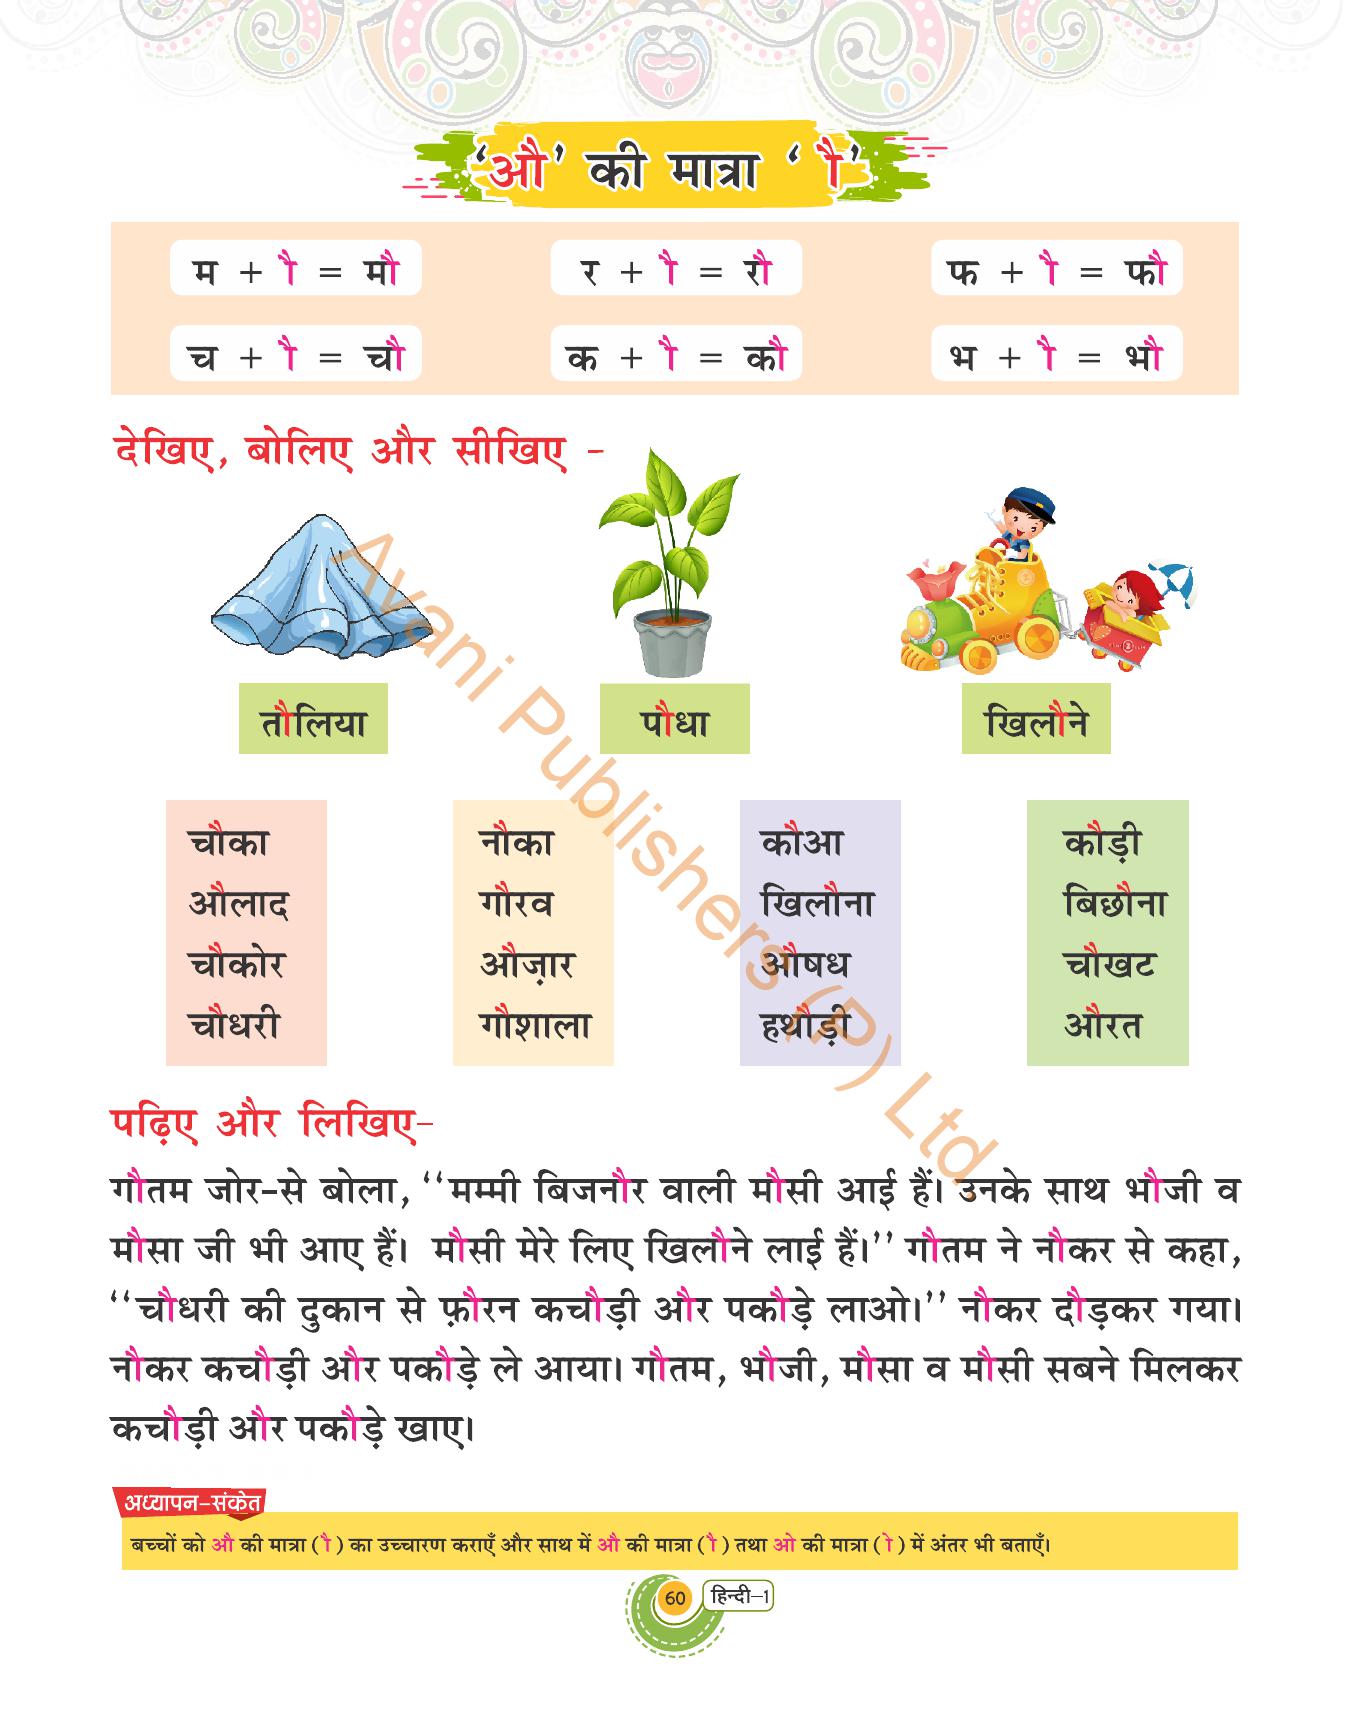 ‘औ’ की मात्रा ‘ ौ’
म + ौ = मौ
र + ौ = रौ
फ + ौ = फौ
च + ौ = चौ
क + ौ = कौ
भ + ौ = भौ
देखिए, बोलिए और सीखिए -
तौलिया
पौधा
खिलौने
चौका
औलाद
चौकोर
चौधरी
नौका
गौरव
औज़ार
गौशाला
कौआ
खिलौना
औषध
हथौड़ी
कौड़ी
बिछौना
चौखट
औरत
पढ़िए और लिखिए-
गौतम जोर-से बोला, ‘‘मम्मी बिजनौर वाली मौसी आई हैं। उनके साथ भौजी व
मौसा जी भी आए हैं। मौसी मेरे लिए खिलौने लाई हैं।’’ गौतम ने नौकर से कहा,
‘‘चौधरी की दुकान से फ़ौरन कचौड़ी और पकौड़े लाओ।’’ नौकर दौड़कर गया।
नौकर कचौड़ी और पकौड़े ले आया। गौतम, भौजी, मौसा व मौसी सबने मिलकर
कचौड़ी और पकौड़े खाए।
अध्यापन-संकेत
बच्चों को औ की मात्रा ( ौ ) का उच्चारण कराएँ और साथ में औ की मात्रा ( ौ ) तथा ओ की मात्रा ( ो ) में अंतर भी बताएँ।
60
हिन्दी-1
Avani Publishers (P) Ltd.